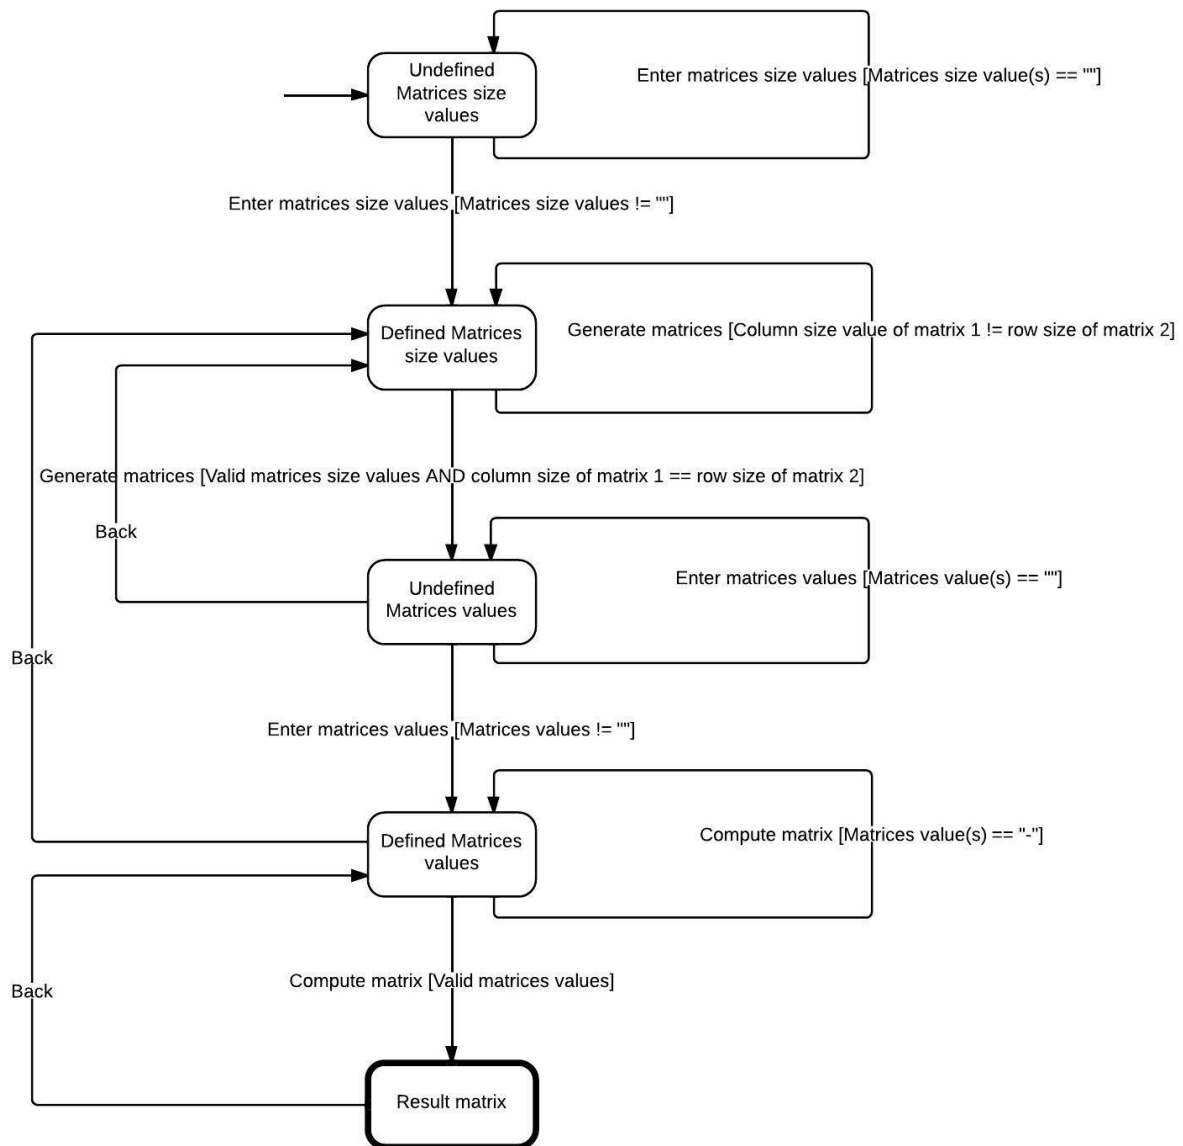 Undefined
Matrices size
values
Enter matrices size values [Matrices size value(s) == ""]
Enter matrices size values [Matrices size values != ""]
Defined Matrices
size values
Generate matrices [Column size value of matrix 1 != row size of matrix 2]
Generate matrices [Valid matrices size values AND column size of matrix 1 == row size of matrix 2]
Back
Undefined
Matrices values
Enter matrices values [Matrices value(s) == ""]
Back
Enter matrices values [Matrices values != ""]
Defined Matrices
values
Compute matrix [Matrices value(s) == "-"]
Compute matrix [Valid matrices values]
Back
Result matrix